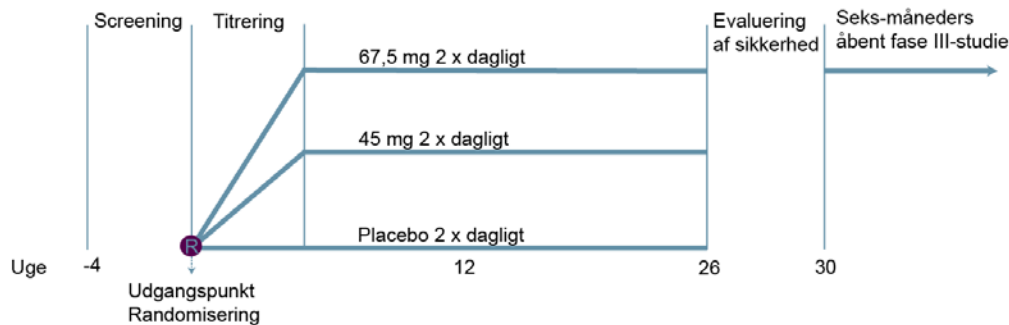 Screening
Titrering
Evaluering
af sikkerhed
Seks-måneders
åbent fase III-studie
67,5 mg 2 x dagligt
45 mg 2 x dagligt
Placebo 2 x dagligt
R
Uge
-4
12
26
30
Udgangspunkt
Randomisering